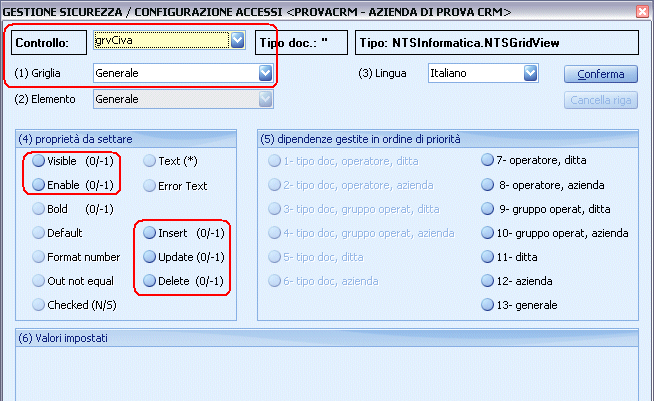 GESTIONE SICUREZZA / CONFIGURAZIONE ACCESSI <PROVACRM - AZIENDA DI PROVA CRM>
Controllo: grvCiva Tipo doc.: '' Tipo: NTSInformatica.NTSGridView
(1) Griglia Generale (3) Lingua Italiano Conferma
(2) Elemento Generale Cancella riga
(4) proprietà da settare (5) dipendenze gestite in ordine di priorità
Visible (0/-1) Text (*) 1- tipo doc, operatore, ditta 7- operatore, ditta
Enable (0/-1) Error Text 2- tipo doc, operatore, azienda 8- operatore, azienda
Bold (0/-1) 3- tipo doc, gruppo operat, ditta 9- gruppo operat, ditta
Default Insert (0/-1) 4- tipo doc, gruppo operat, azienda 10- gruppo operat, azienda
Format number Update (0/-1) 5- tipo doc, ditta 11- ditta
Out not equal Delete (0/-1) 6- tipo doc, azienda 12- azienda
Checked (N/S) 13- generale
(6) Valori impostati